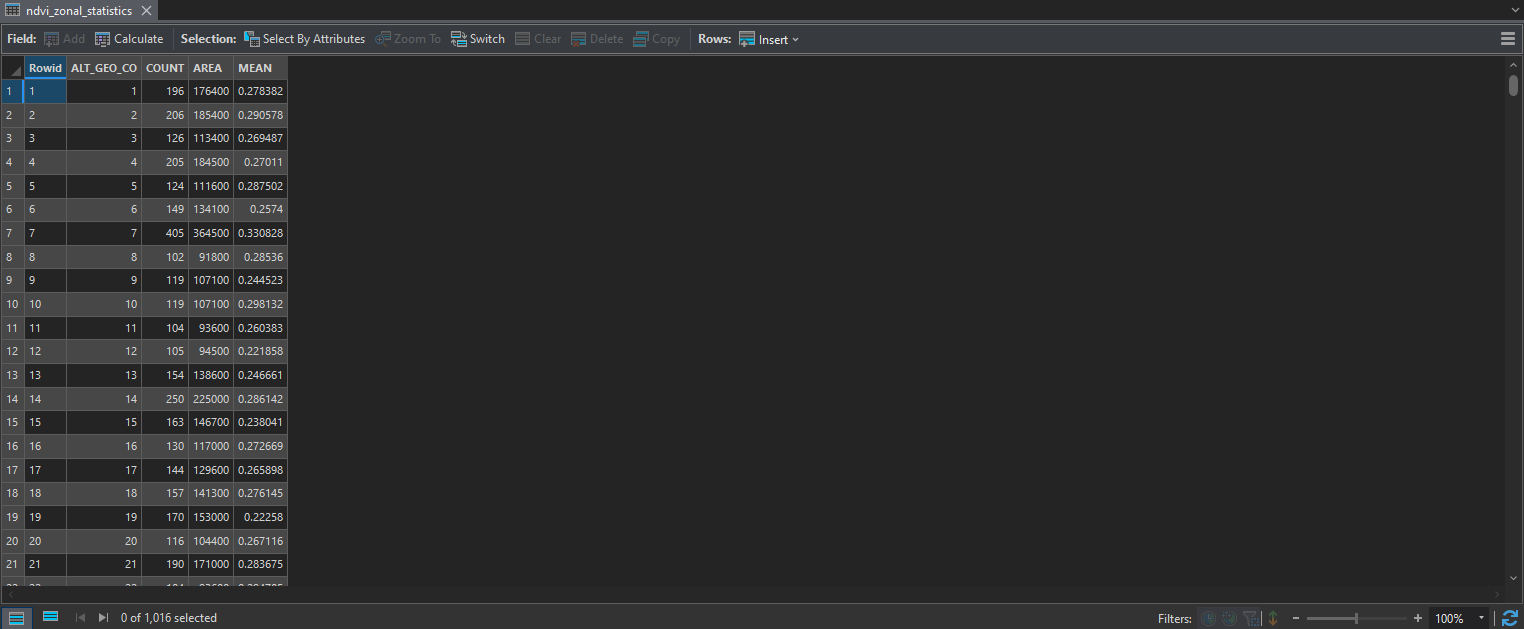 ndvi_zonal_statistics
Field: Add Calculate Selection: Select By Attributes Zoom To Switch Clear Delete Copy Rows: Insert
Rowid ALT_GEO_CO COUNT AREA MEAN
1 1 1 196 176400 0.278382
2 2 2 206 185400 0.290578
3 3 3 126 113400 0.269487
4 4 4 205 184500 0.27011
5 5 5 124 111600 0.287502
6 6 6 149 134100 0.2574
7 7 7 405 364500 0.330828
8 8 8 102 91800 0.28536
9 9 9 119 107100 0.244523
10 10 10 119 107100 0.298132
11 11 11 104 93600 0.260383
12 12 12 105 94500 0.221858
13 13 13 154 138600 0.246661
14 14 14 250 225000 0.286142
15 15 15 163 146700 0.238041
16 16 16 130 117000 0.272669
17 17 17 144 129600 0.265898
18 18 18 157 141300 0.276145
19 19 19 170 153000 0.22258
20 20 20 116 104400 0.267116
21 21 21 190 171000 0.283675
0 of 1,016 selected Filters: 100%